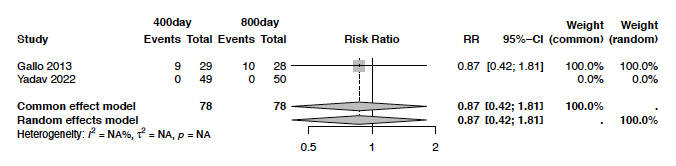 400day 800day Weight Weight
Study Events Total Events Total Risk Ratio RR 95%−CI (common) (random)
Gallo 2013 9 29 10 28 0.87 [0.42; 1.81] 100.0% 100.0%
Yadav 2022 0 49 0 50 0.0% 0.0%
Common effect model 78 78 0.87 [0.42; 1.81] 100.0% .
Random effects model 0.87 [0.42; 1.81] . 100.0%
Heterogeneity: I² = NA%, τ² = NA, p = NA
0.5 1 2